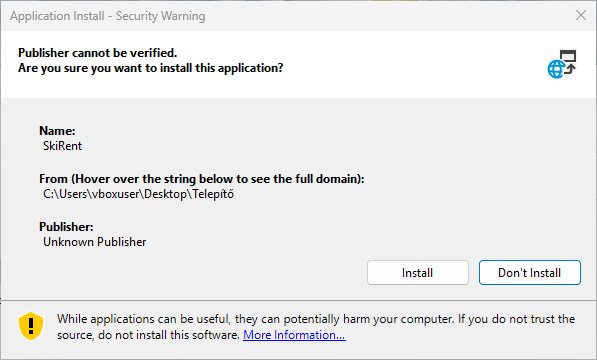 Application Install - Security Warning
Publisher cannot be verified.
Are you sure you want to install this application?
Name:
SkiRent
From (Hover over the string below to see the full domain):
C:\Users\vboxuser\Desktop\Telepítő
Publisher:
Unknown Publisher
Install
Don't Install
While applications can be useful, they can potentially harm your computer. If you do not trust the
source, do not install this software. More Information...